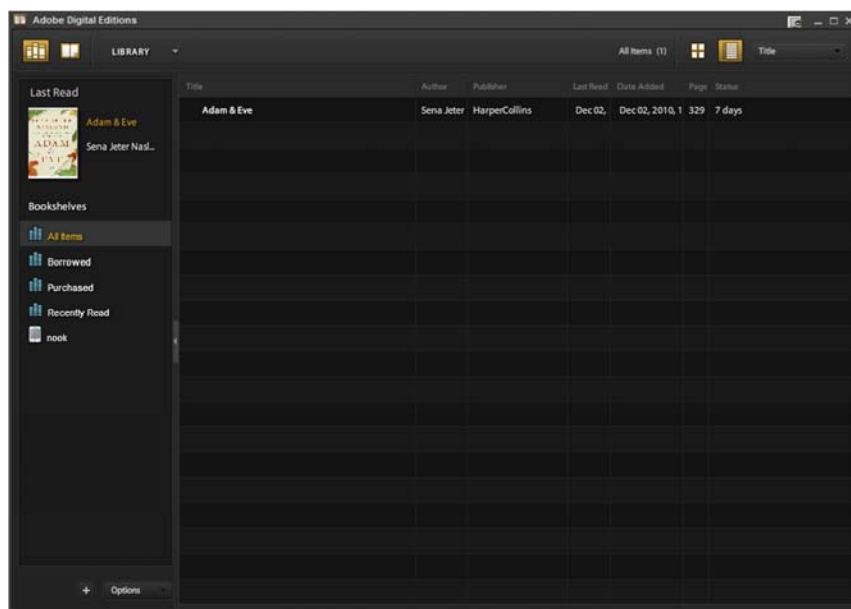 Adobe Digital Editions
LIBRARY
All Items (1)
Title
Last Read
Adam & Eve
Sena Jeter Nasl...
ADAM
&
EVE
Bookshelves
All Items
Borrowed
Purchased
Recently Read
nook
+ Options
Title Author Publisher Last Read Date Added Page Status
Adam & Eve Sena Jeter HarperCollins Dec 02, Dec 02, 2010, 1 329 7 days